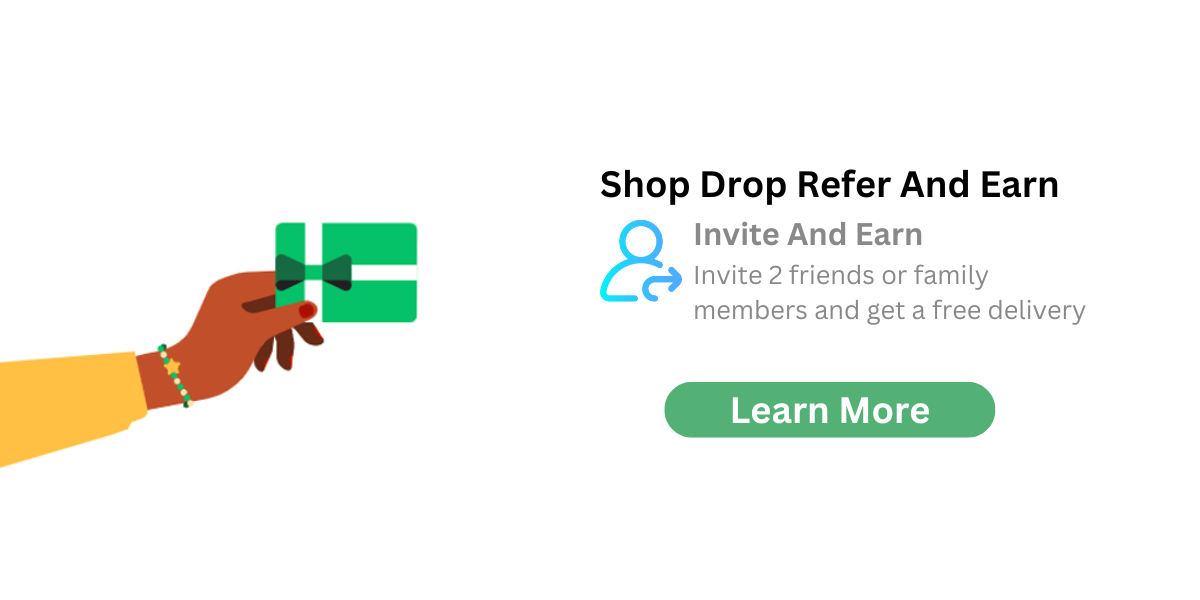 Shop Drop Refer And Earn
Invite And Earn
Invite 2 friends or family
members and get a free delivery
Learn More